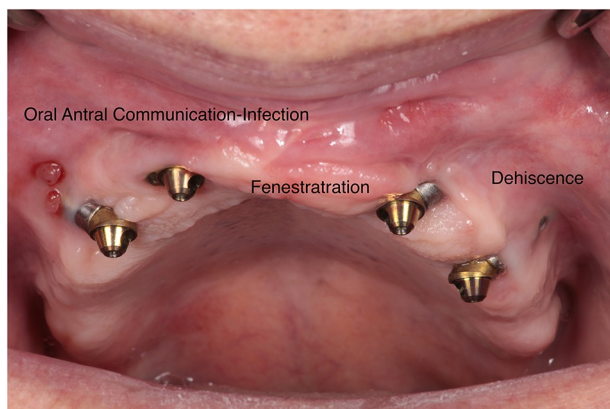 Oral Antral Communication-Infection
Fenestratration
Dehiscence